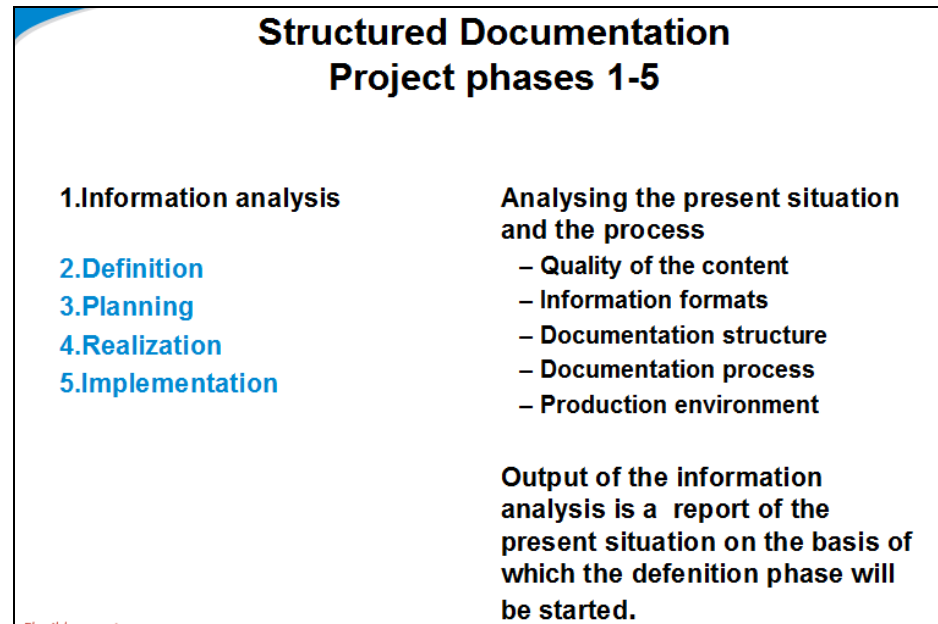 Structured Documentation
Project phases 1-5
1.Information analysis
2.Definition
3.Planning
4.Realization
5.Implementation
Analysing the present situation
and the process
– Quality of the content
– Information formats
– Documentation structure
– Documentation process
– Production environment
Output of the information
analysis is a  report of the
present situation on the basis of
which the defenition phase will
be started.